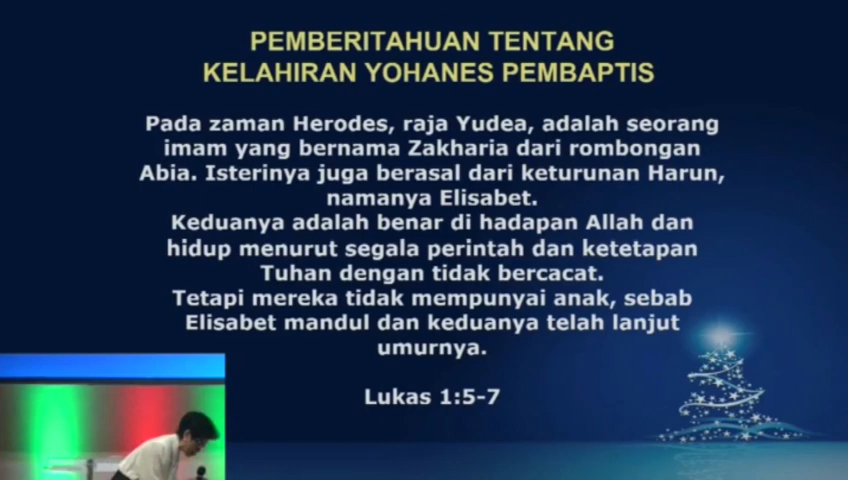 PEMBERITAHUAN TENTANG
KELAHIRAN YOHANES PEMBAPTIS
Pada zaman Herodes, raja Yudea, adalah seorang
imam yang bernama Zakharia dari rombongan
Abia. Isterinya juga berasal dari keturunan Harun,
namanya Elisabet.
Keduanya adalah benar di hadapan Allah dan
hidup menurut segala perintah dan ketetapan
Tuhan dengan tidak bercacat.
Tetapi mereka tidak mempunyai anak, sebab
Elisabet mandul dan keduanya telah lanjut
umurnya.
Lukas 1:5-7